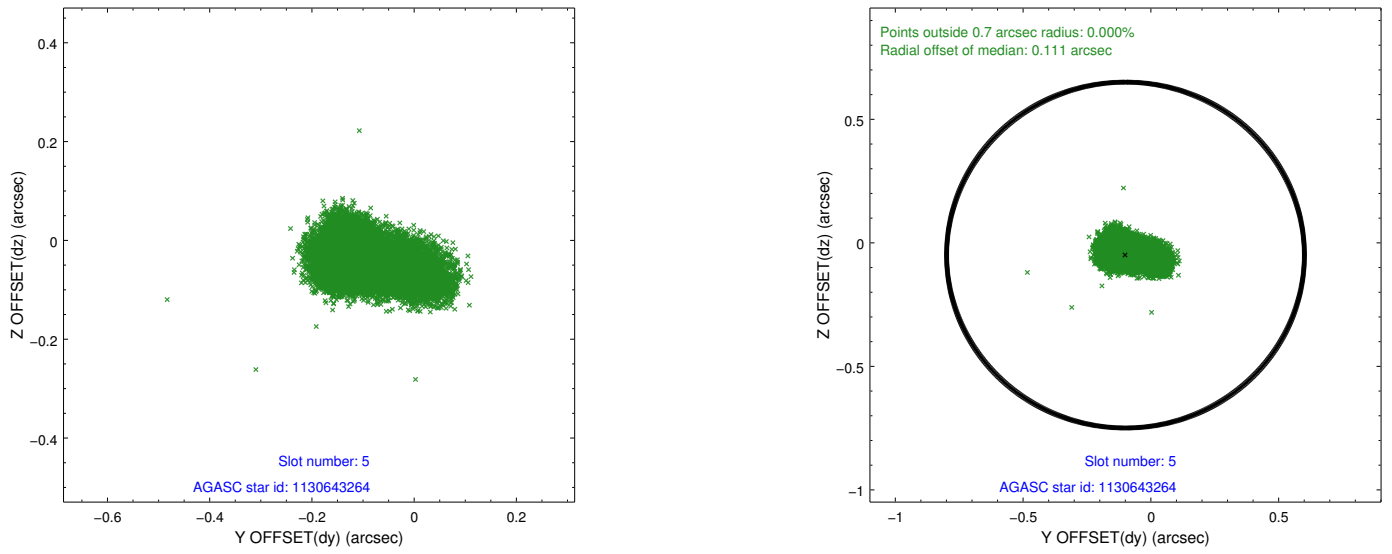 0.4
0.2
0
−0.2
−0.4
Z OFFSET(dz) (arcsec)
Slot number: 5
AGASC star id: 1130643264
−0.6
−0.4
−0.2
0
0.2
Y OFFSET(dy) (arcsec)
Points outside 0.7 arcsec radius: 0.000%
Radial offset of median: 0.111 arcsec
0.5
0
−0.5
−1
Z OFFSET(dz) (arcsec)
Slot number: 5
AGASC star id: 1130643264
−1
−0.5
0
0.5
Y OFFSET(dy) (arcsec)